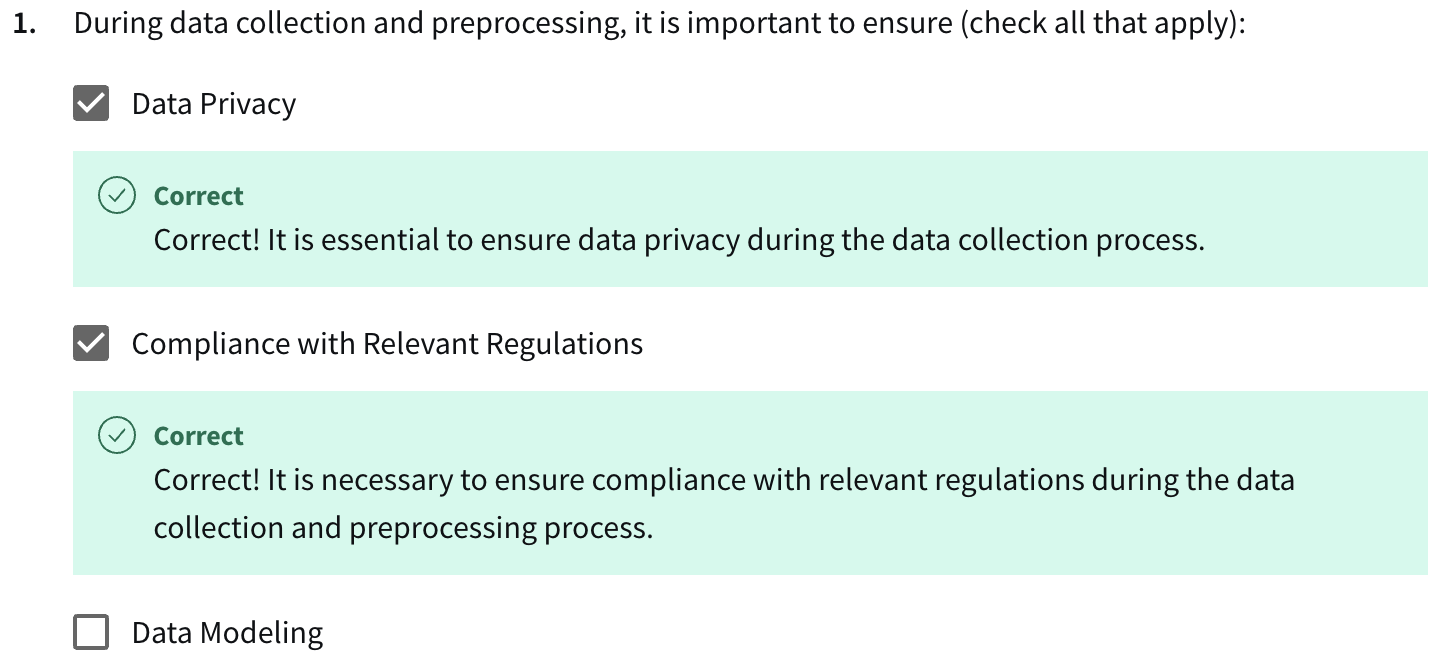 1. During data collection and preprocessing, it is important to ensure (check all that apply):
Data Privacy
Correct
Correct! It is essential to ensure data privacy during the data collection process.
Compliance with Relevant Regulations
Correct
Correct! It is necessary to ensure compliance with relevant regulations during the data
collection and preprocessing process.
Data Modeling